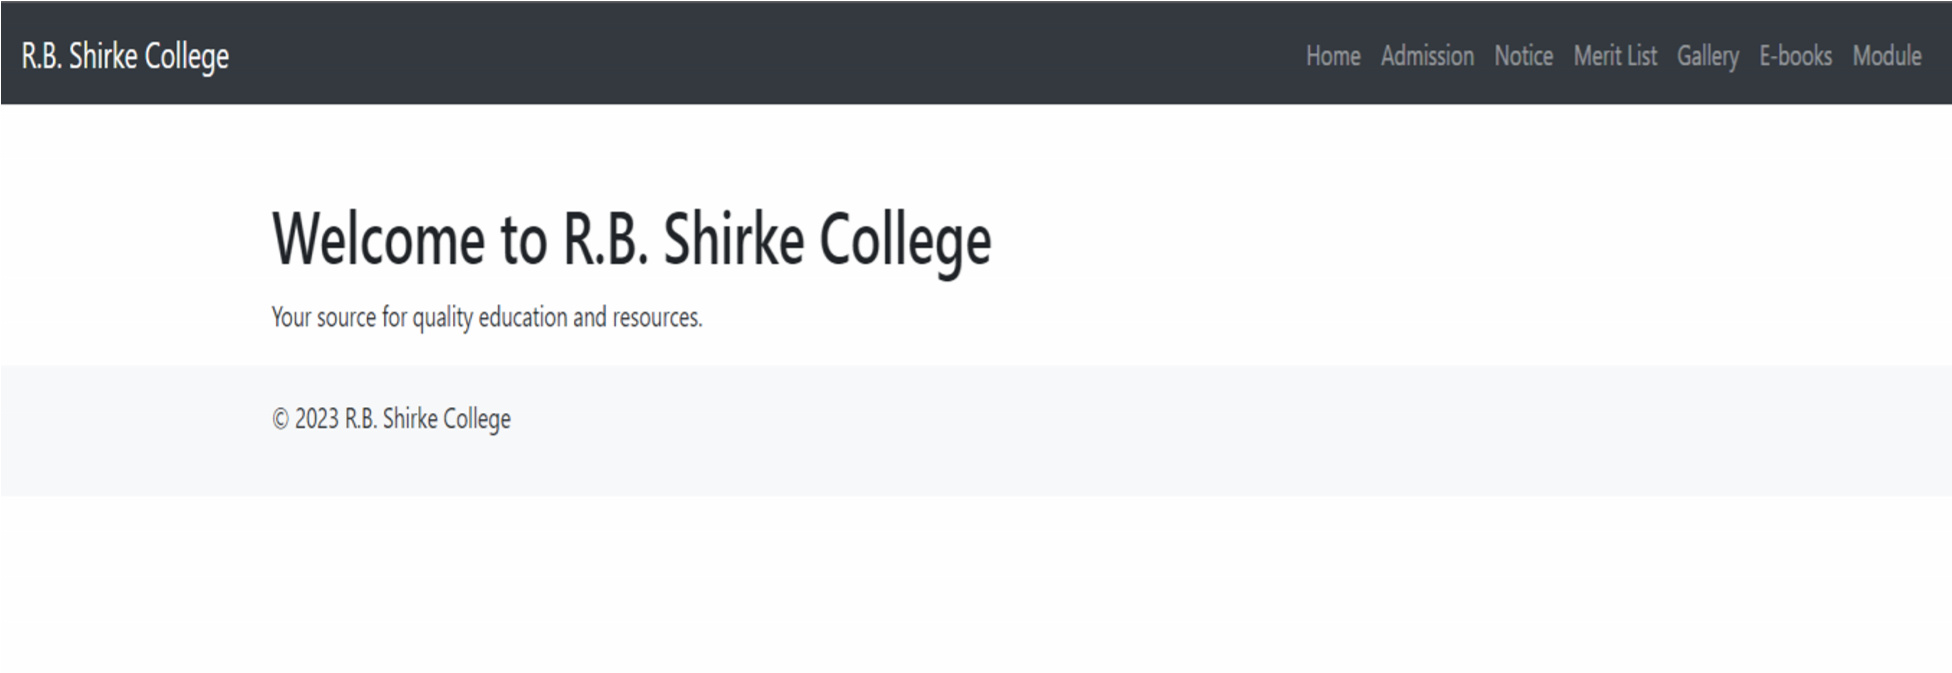 R.B. Shirke College Home Admission Notice Merit List Gallery E-books Module
Welcome to R.B. Shirke College
Your source for quality education and resources.
© 2023 R.B. Shirke College